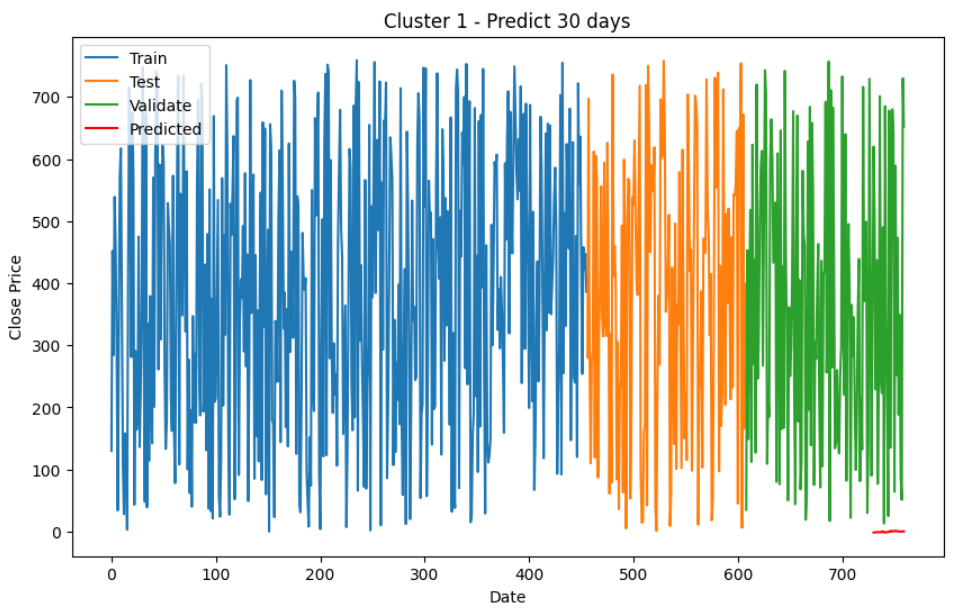 Cluster 1 - Predict 30 days
Train
Test
Validate
Predicted
700
600
500
400
300
200
100
0
Close Price
0 100 200 300 400 500 600 700
Date